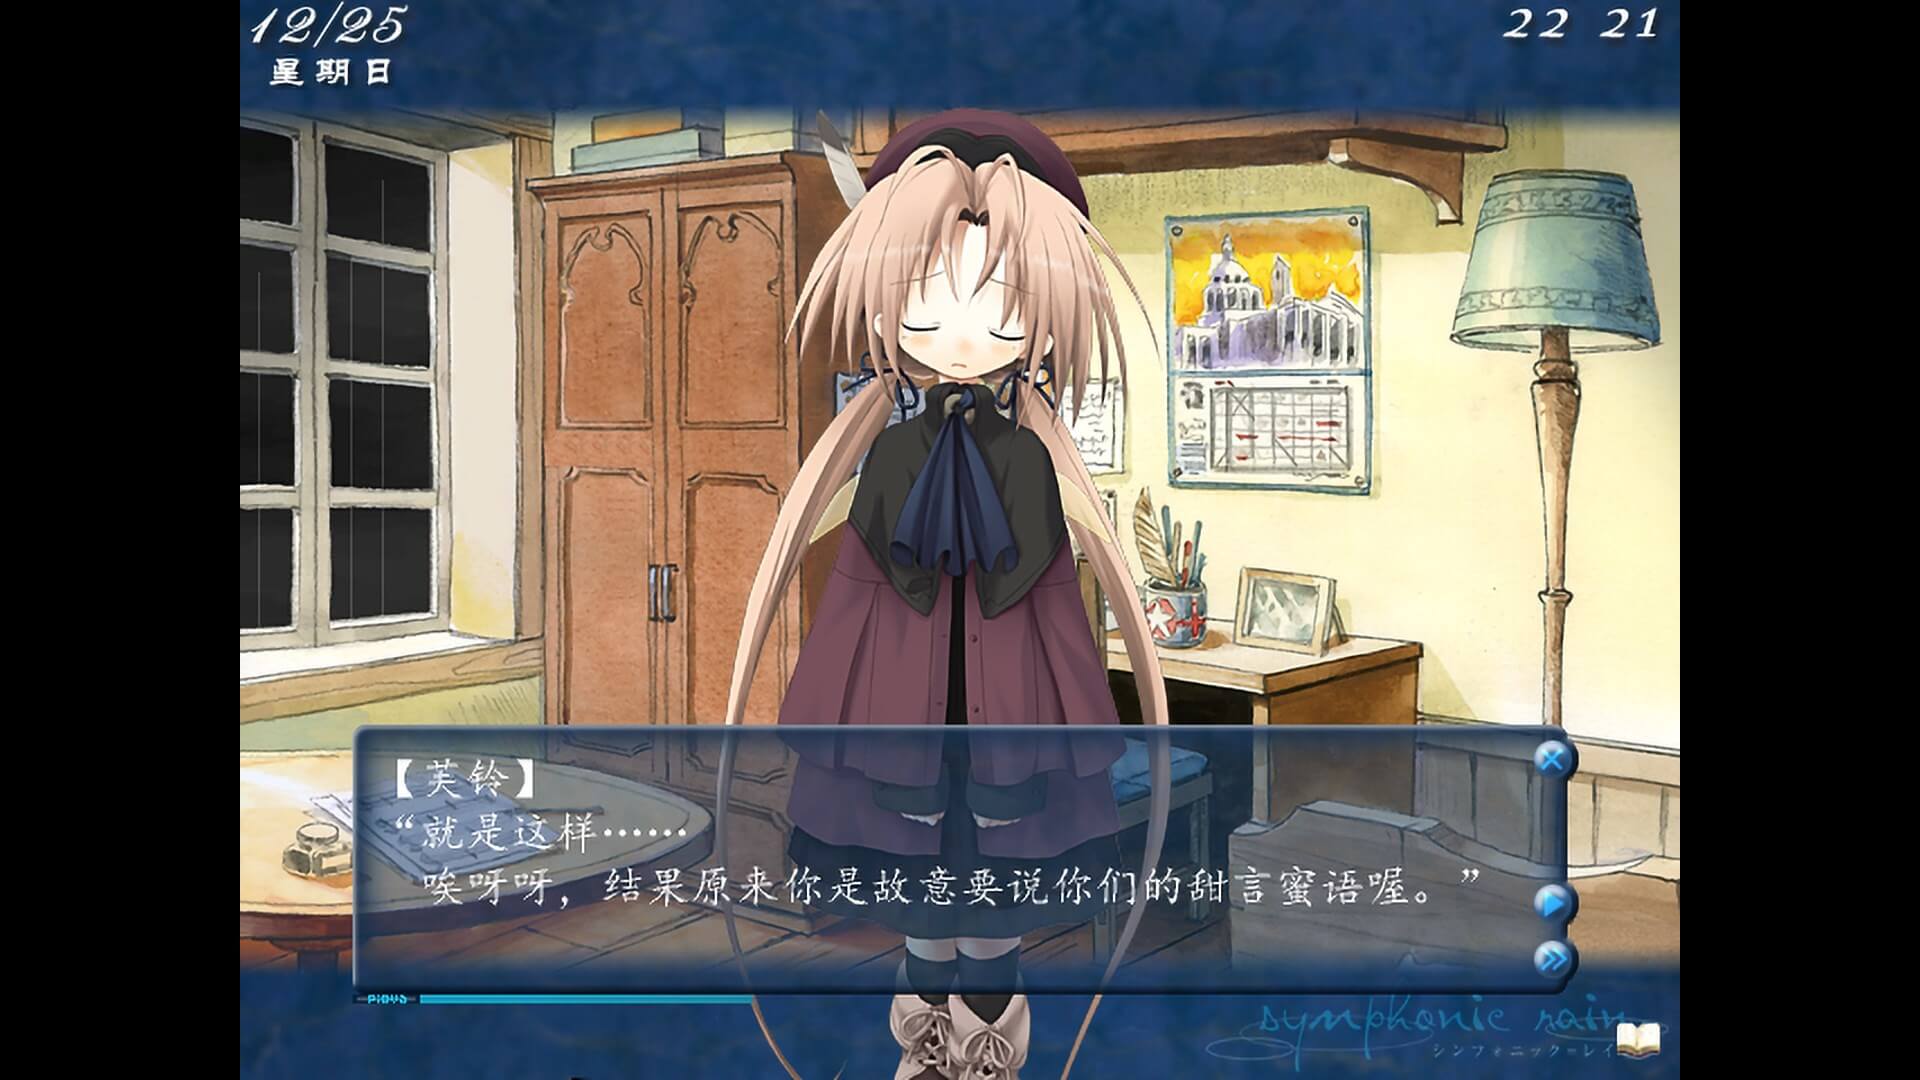 12/25
星期日
22 21
【芙铃】
“就是这样……
唉呀呀，结果原来你是故意要说你们的甜言蜜语喔。”
PIOVA
symphonic rain
シンフォニック=レイン